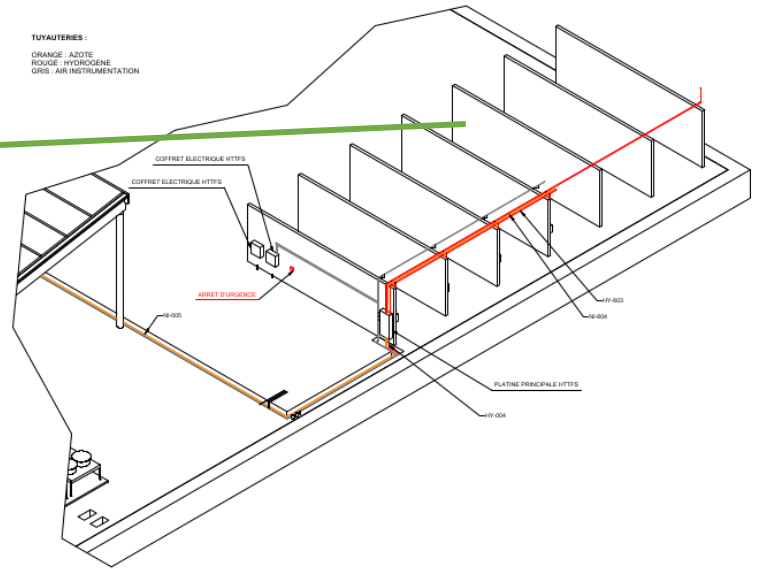 TUYAUTERIES :
ORANGE : AZOTE
ROUGE : HYDROGENE
GRIS : AIR INSTRUMENTATION
COFFRET ELECTRIQUE HTTFS
COFFRET ELECTRIQUE HTTFS
ARRET D'URGENCE
NI-005
HY-603
NI-604
PLATINE PRINCIPALE HTTFS
HY-004